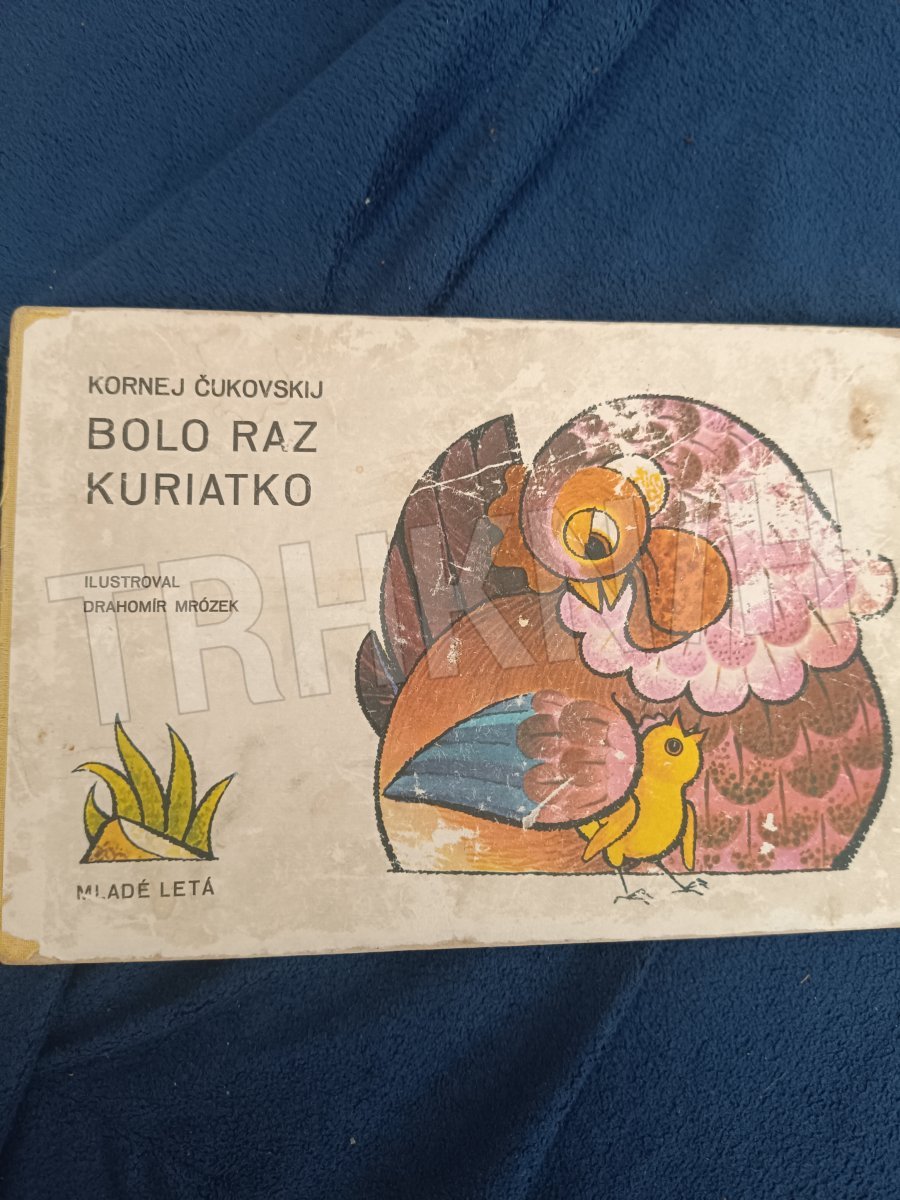 KORNEJ ČUKOVSKIJ
BOLO RAZ
KURIATKO
ILUSTROVAL
DRAHOMÍR MRÓZEK
MLADÉ LETÁ